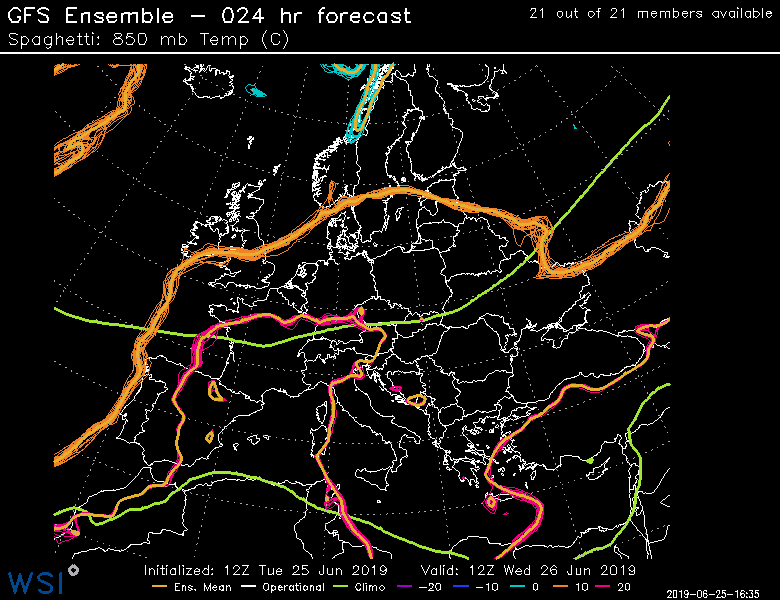 GFS Ensemble – 024 hr forecast
21 out of 21 members available
Spaghetti: 850 mb Temp (C)
Initialized: 12Z Tue 25 Jun 2019
Valid: 12Z Wed 26 Jun 2019
WSI
Ens. Mean Operational Climo -20 -10 0 10 20
2019-06-25-16:35